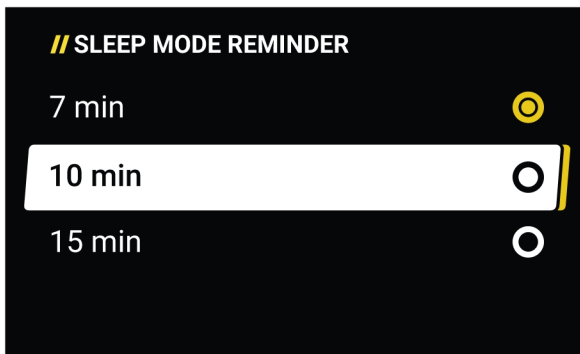 // SLEEP MODE REMINDER
7 min
10 min
15 min